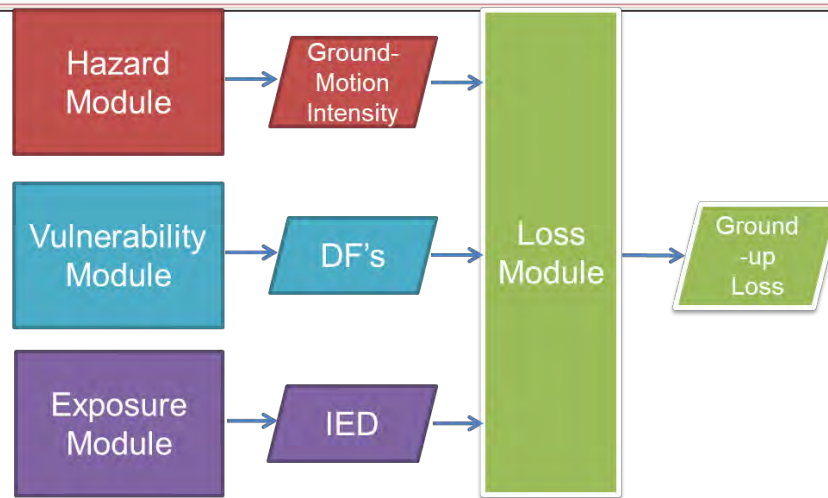 Hazard
Module
Ground-
Motion
Intensity
Vulnerability
Module
DF's
Exposure
Module
IED
Loss
Module
Ground
-up
Loss